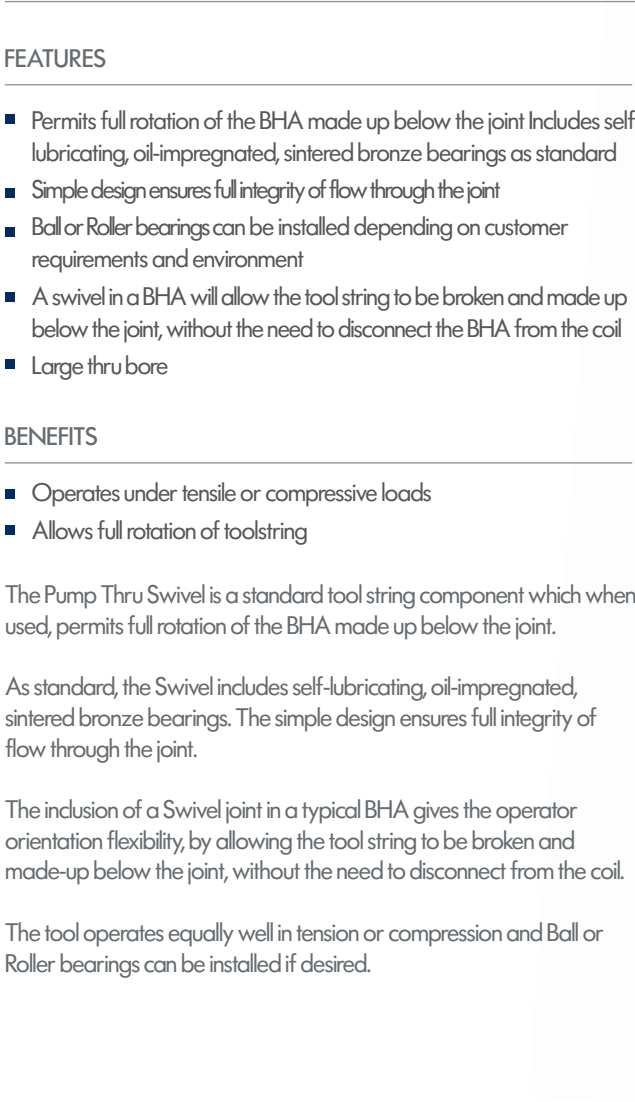 FEATURES
Permits full rotation of the BHA made up below the joint Includes self
lubricating, oil-impregnated, sintered bronze bearings as standard
Simple design ensures full integrity of flow through the joint
Ball or Roller bearings can be installed depending on customer
requirements and environment
A swivel in a BHA will allow the tool string to be broken and made up
below the joint, without the need to disconnect the BHA from the coil
Large thru bore
BENEFITS
Operates under tensile or compressive loads
Allows full rotation of toolstring
The Pump Thru Swivel is a standard tool string component which when
used, permits full rotation of the BHA made up below the joint.
As standard, the Swivel includes self-lubricating, oil-impregnated,
sintered bronze bearings. The simple design ensures full integrity of
flow through the joint.
The inclusion of a Swivel joint in a typical BHA gives the operator
orientation flexibility, by allowing the tool string to be broken and
made-up below the joint, without the need to disconnect from the coil.
The tool operates equally well in tension or compression and Ball or
Roller bearings can be installed if desired.